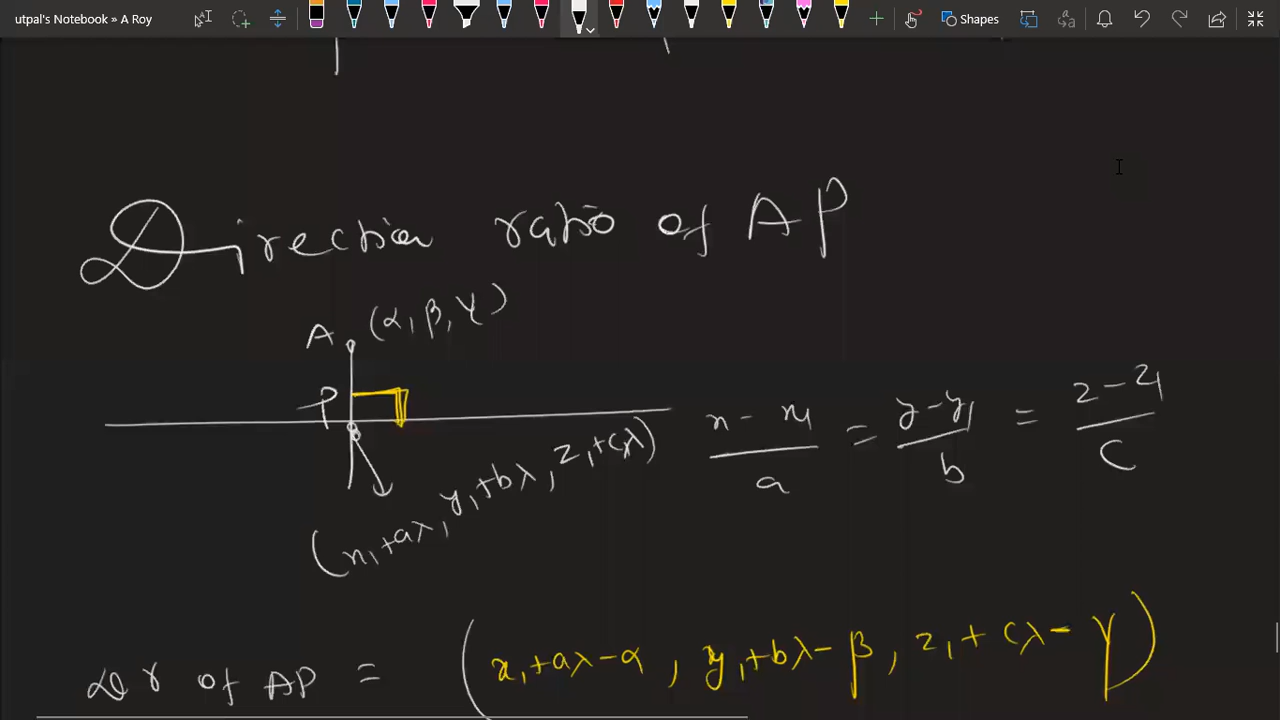 utpal's Notebook » A Roy
Shapes
Direction ratio of AP
A (α, β, γ)
P
(x₁+aλ, y₁+bλ, z₁+cλ)
x - x₁ / a = y - y₁ / b = z - z₁ / c
Dr of AP = (x₁+aλ-α, y₁+bλ-β, z₁+cλ-γ)